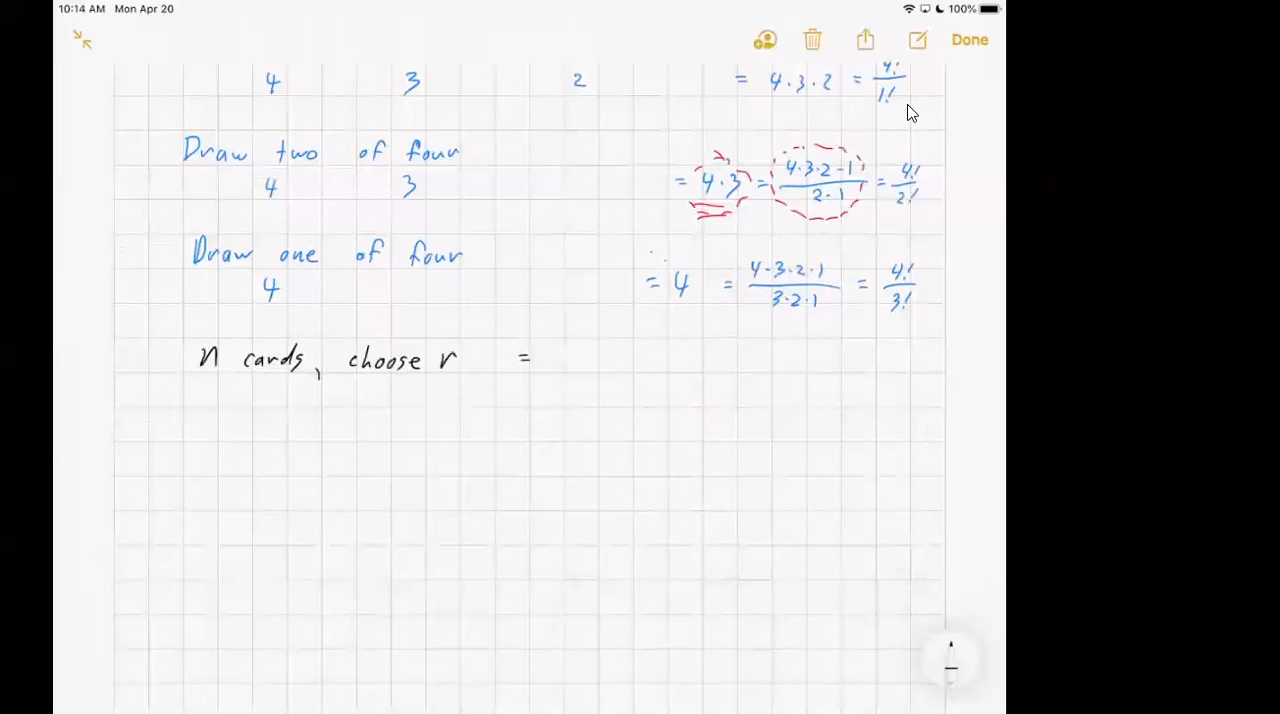 10:14 AM Mon Apr 20 100%
Done
4 3 2 = 4·3·2 = 4!/1!
Draw two of four
4 3 = 4·3 = 4·3·2·1/2·1 = 4!/2!
Draw one of four
4 = 4 = 4·3·2·1/3·2·1 = 4!/3!
n cards, choose r =